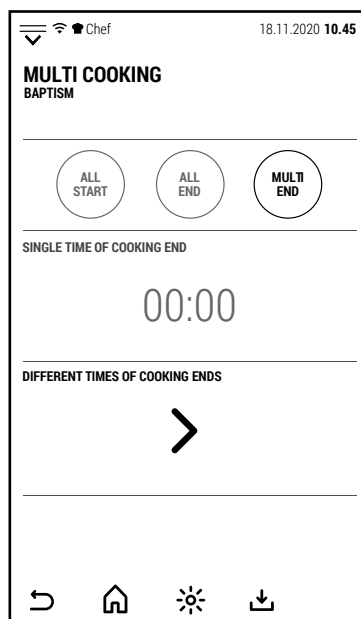 Chef 18.11.2020 10.45
MULTI COOKING
BAPTISM
ALL START
ALL END
MULTI END
SINGLE TIME OF COOKING END
00:00
DIFFERENT TIMES OF COOKING ENDS